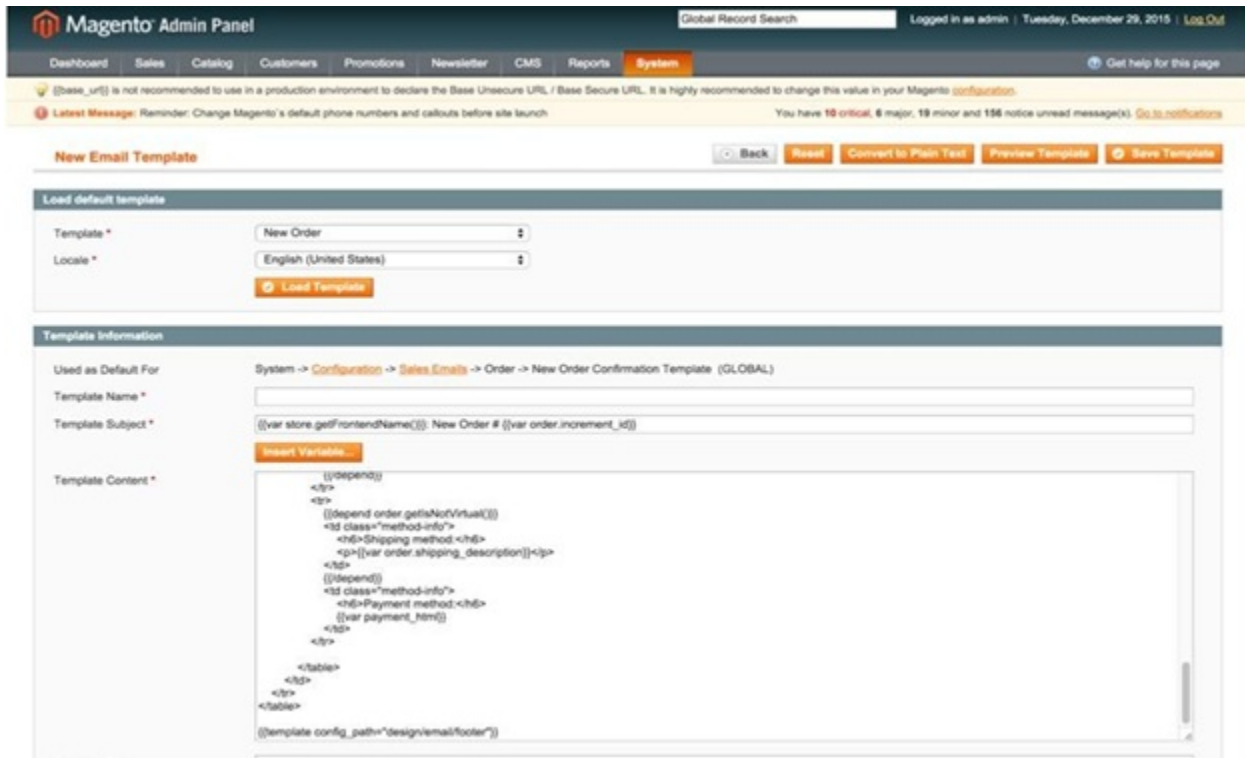 Magento Admin Panel
Global Record Search
Logged in as admin | Tuesday, December 29, 2015 | Log Out
Dashboard Sales Catalog Customers Promotions Newsletter CMS Reports System
Get help for this page
{{base_url}} is not recommended to use in a production environment to declare the Base Unsecure URL / Base Secure URL. It is highly recommended to change this value in your Magento configuration.
Latest Message: Reminder: Change Magento`s default phone numbers and callouts before site launch
You have 10 critical, 6 major, 19 minor and 156 notice unread message(s). Go to notifications
New Email Template
Back Reset Convert to Plain Text Preview Template Save Template
Load default template
Template * New Order
Locale * English (United States)
Load Template
Template Information
Used as Default For System -> Configuration -> Sales Emails -> Order -> New Order Confirmation Template (GLOBAL)
Template Name *
Template Subject * {{var store.getFrontendName()}}: New Order # {{var order.increment_id}}
Insert Variable...
Template Content *
{{/depend}}
</tr>
<tr>
{{depend order.getIsNotVirtual()}}
<td class="method-info">
<h6>Shipping method:</h6>
<p>{{var order.shipping_description}}</p>
</td>
{{/depend}}
<td class="method-info">
<h6>Payment method:</h6>
{{var payment_html}}
</td>
</tr>
</table>
</td>
</tr>
</table>
{{template config_path="design/email/footer"}}